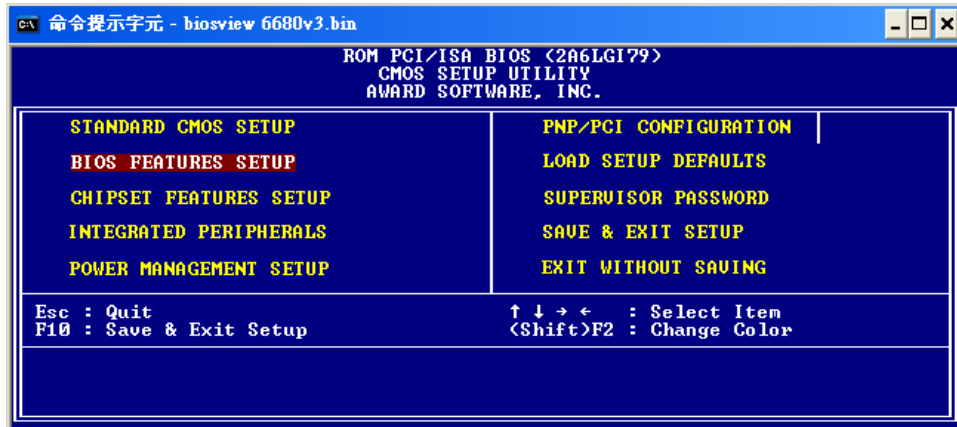 命令提示字元 - biosview 6680v3.bin
ROM PCI/ISA BIOS (2A6LGI79)
CMOS SETUP UTILITY
AWARD SOFTWARE, INC.
STANDARD CMOS SETUP
BIOS FEATURES SETUP
CHIPSET FEATURES SETUP
INTEGRATED PERIPHERALS
POWER MANAGEMENT SETUP
PNP/PCI CONFIGURATION
LOAD SETUP DEFAULTS
SUPERVISOR PASSWORD
SAVE & EXIT SETUP
EXIT WITHOUT SAVING
Esc : Quit
F10 : Save & Exit Setup
↑ ↓ → ← : Select Item
(Shift)F2 : Change Color